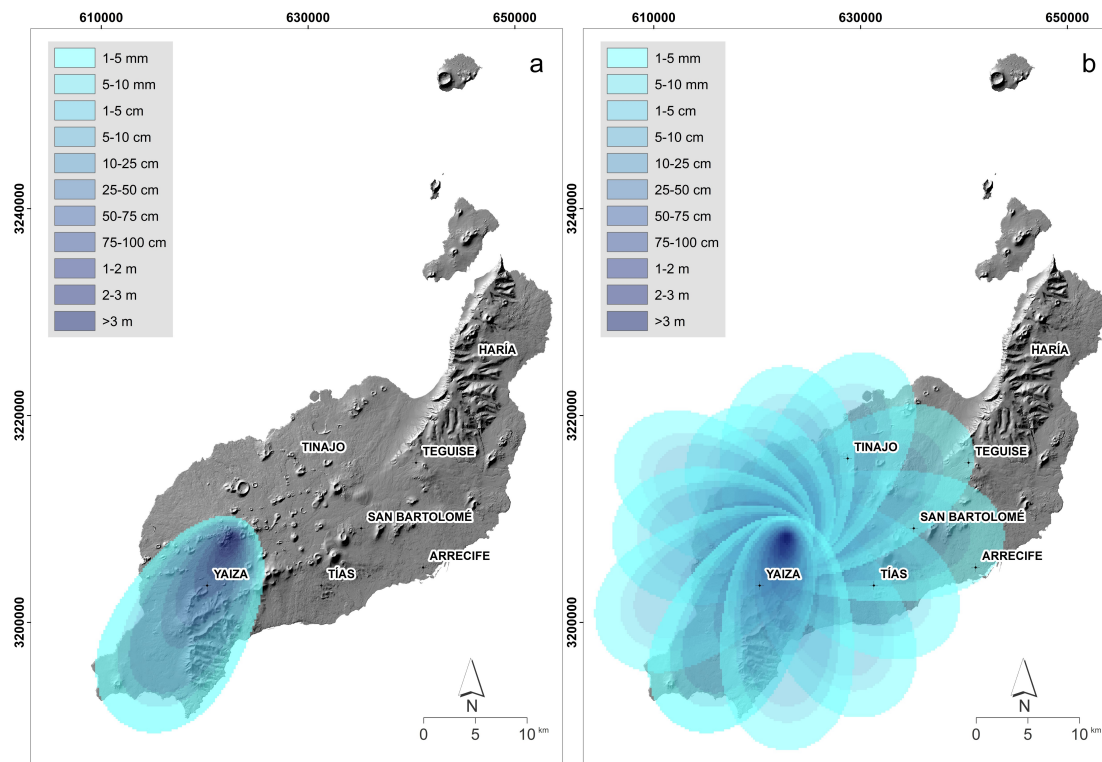 610000
630000
650000
610000
630000
650000
a
1-5 mm
5-10 mm
1-5 cm
5-10 cm
10-25 cm
25-50 cm
50-75 cm
75-100 cm
1-2 m
2-3 m
>3 m
3240000
3220000
3200000
HARÍA
TINAJO
TEGUISE
SAN BARTOLOMÉ
ARRECIFE
YAIZA
TÍAS
N
0 5 10 km
b
1-5 mm
5-10 mm
1-5 cm
5-10 cm
10-25 cm
25-50 cm
50-75 cm
75-100 cm
1-2 m
2-3 m
>3 m
3240000
3220000
3200000
HARÍA
TINAJO
TEGUISE
SAN BARTOLOMÉ
ARRECIFE
YAIZA
TÍAS
N
0 5 10 km